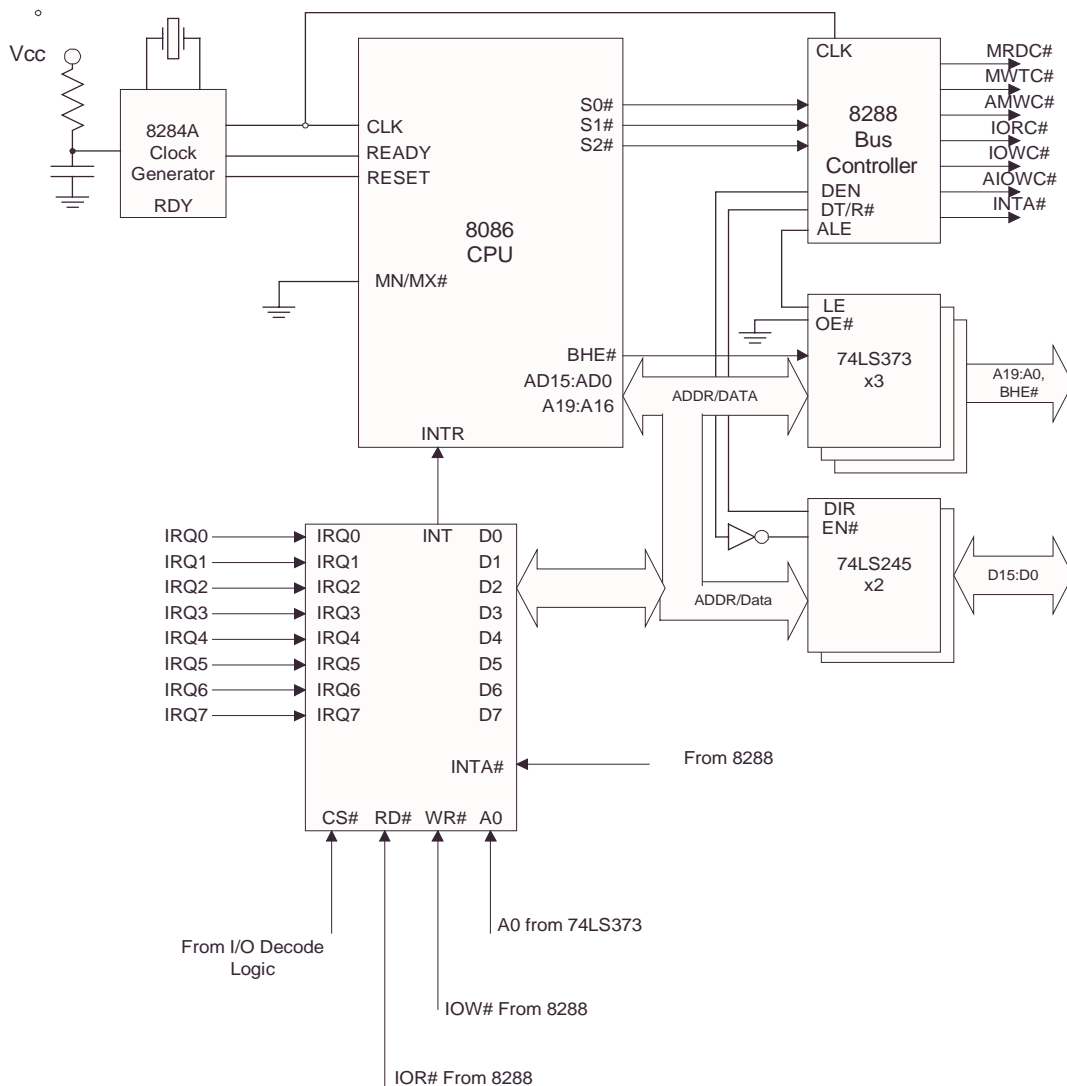 Vcc
8284A
Clock
Generator
RDY
CLK
READY
RESET
MN/MX#
8086
CPU
S0#
S1#
S2#
BHE#
AD15:AD0
A19:A16
INTR
CLK
8288
Bus
Controller
DEN
DT/R#
ALE
MRDC#
MWTC#
AMWC#
IORC#
IOWC#
AIOWC#
INTA#
LE
OE#
74LS373
x3
A19:A0,
BHE#
ADDR/DATA
DIR
EN#
74LS245
x2
D15:D0
ADDR/Data
IRQ0
IRQ1
IRQ2
IRQ3
IRQ4
IRQ5
IRQ6
IRQ7
IRQ0
IRQ1
IRQ2
IRQ3
IRQ4
IRQ5
IRQ6
IRQ7
INT
D0
D1
D2
D3
D4
D5
D6
D7
INTA#
From 8288
CS#
RD#
WR#
A0
A0 from 74LS373
From I/O Decode
Logic
IOW# From 8288
IOR# From 8288